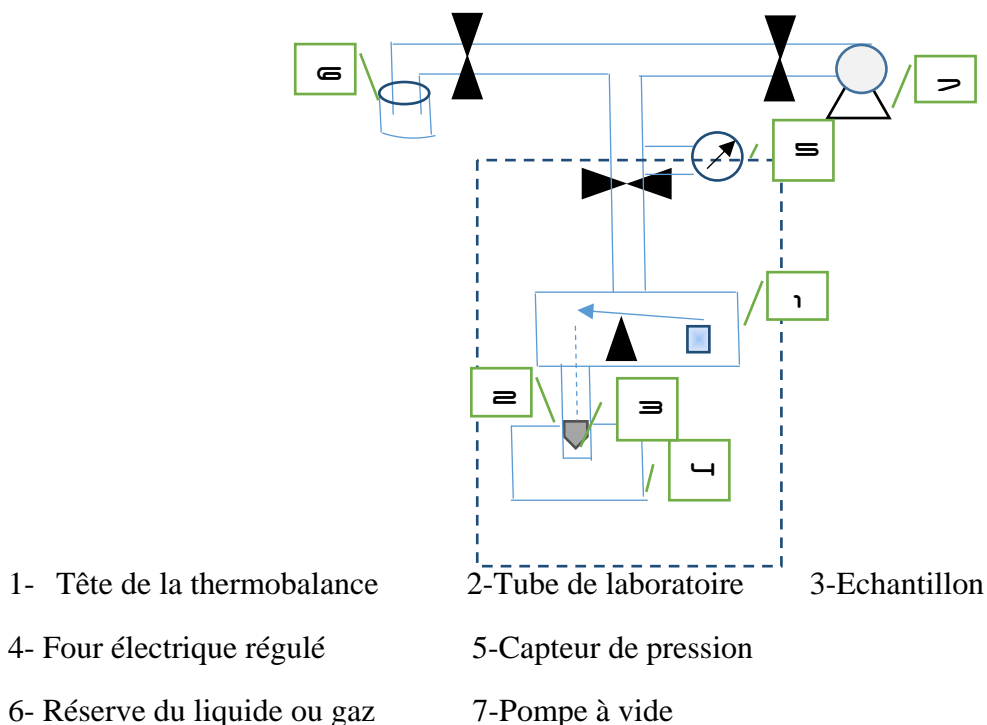 1- Tête de la thermobalance 2-Tube de laboratoire 3-Echantillon
4- Four électrique régulé 5-Capteur de pression
6- Réserve du liquide ou gaz 7-Pompe à vide